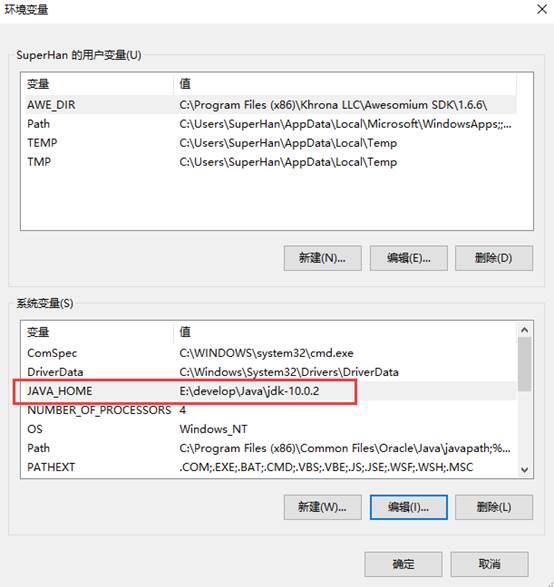 环境变量
SuperHan 的用户变量(U)
变量 值
AWE_DIR C:\Program Files (x86)\Khrona LLC\Awesomium SDK\1.6.6\
Path C:\Users\SuperHan\AppData\Local\Microsoft\WindowsApps;;...
TEMP C:\Users\SuperHan\AppData\Local\Temp
TMP C:\Users\SuperHan\AppData\Local\Temp
新建(N)... 编辑(E)... 删除(D)
系统变量(S)
变量 值
ComSpec C:\WINDOWS\system32\cmd.exe
DriverData C:\Windows\System32\Drivers\DriverData
JAVA_HOME E:\develop\Java\jdk-10.0.2
NUMBER_OF_PROCESSORS 4
OS Windows_NT
Path C:\Program Files (x86)\Common Files\Oracle\Java\javapath;%...
PATHEXT .COM;.EXE;.BAT;.CMD;.VBS;.VBE;.JS;.JSE;.WSF;.WSH;.MSC
新建(W)... 编辑(I)... 删除(L)
确定 取消